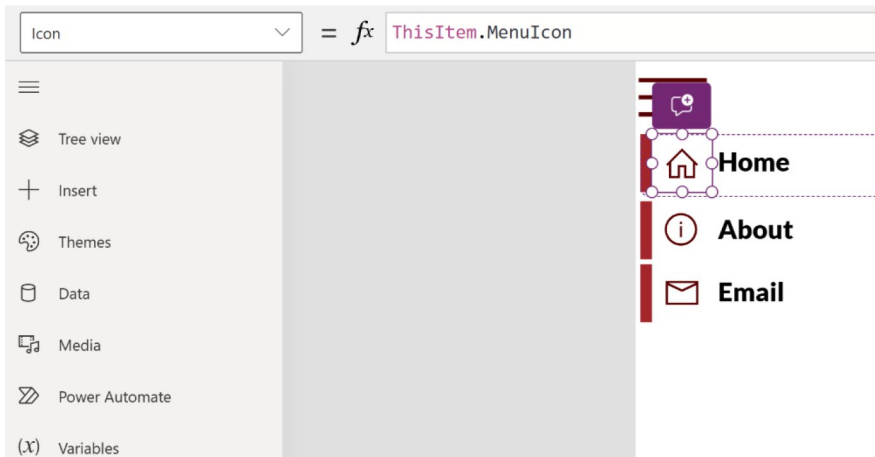 Icon = fx ThisItem.MenuIcon
Tree view
Insert
Themes
Data
Media
Power Automate
(x) Variables
Home
About
Email